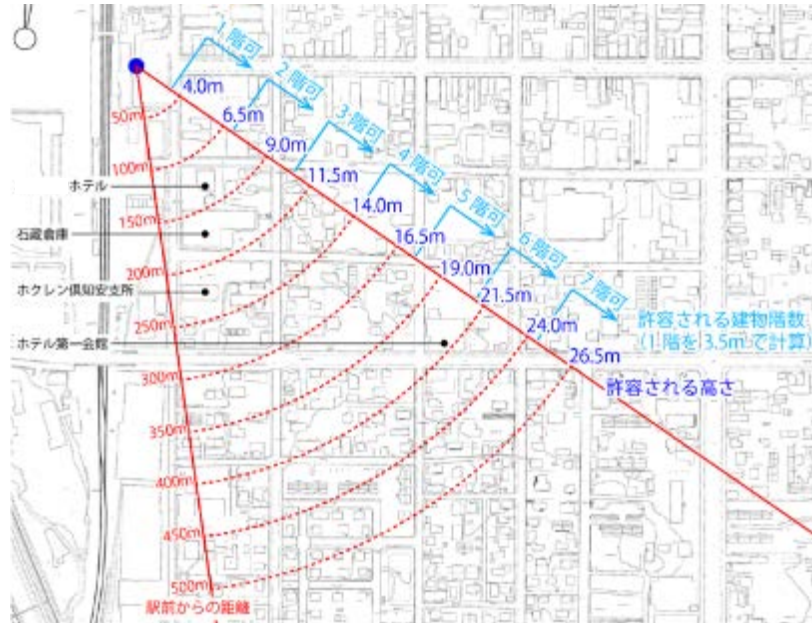 1階可
4.0m
2階可
6.5m
50m
3階可
9.0m
100m
4階可
11.5m
ホテル
5階可
14.0m
150m
石蔵倉庫
6階可
16.5m
200m
7階可
19.0m
ホクレン倶知安支所
21.5m
250m
許容される建物階数
24.0m
(1階を3.5mで計算)
ホテル第一会館
26.5m
300m
許容される高さ
350m
400m
450m
500m
駅前からの距離